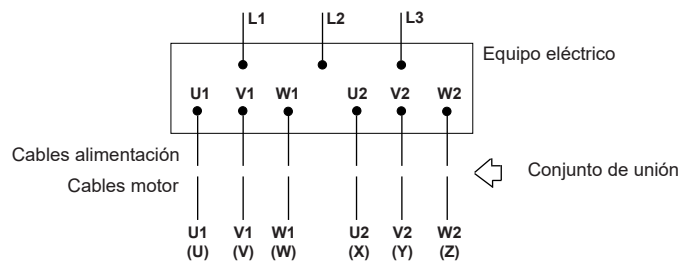 L1 L2 L3
Equipo eléctrico
U1 V1 W1 U2 V2 W2
Cables alimentación
Conjunto de unión
Cables motor
U1 V1 W1 U2 V2 W2
(U) (V) (W) (X) (Y) (Z)